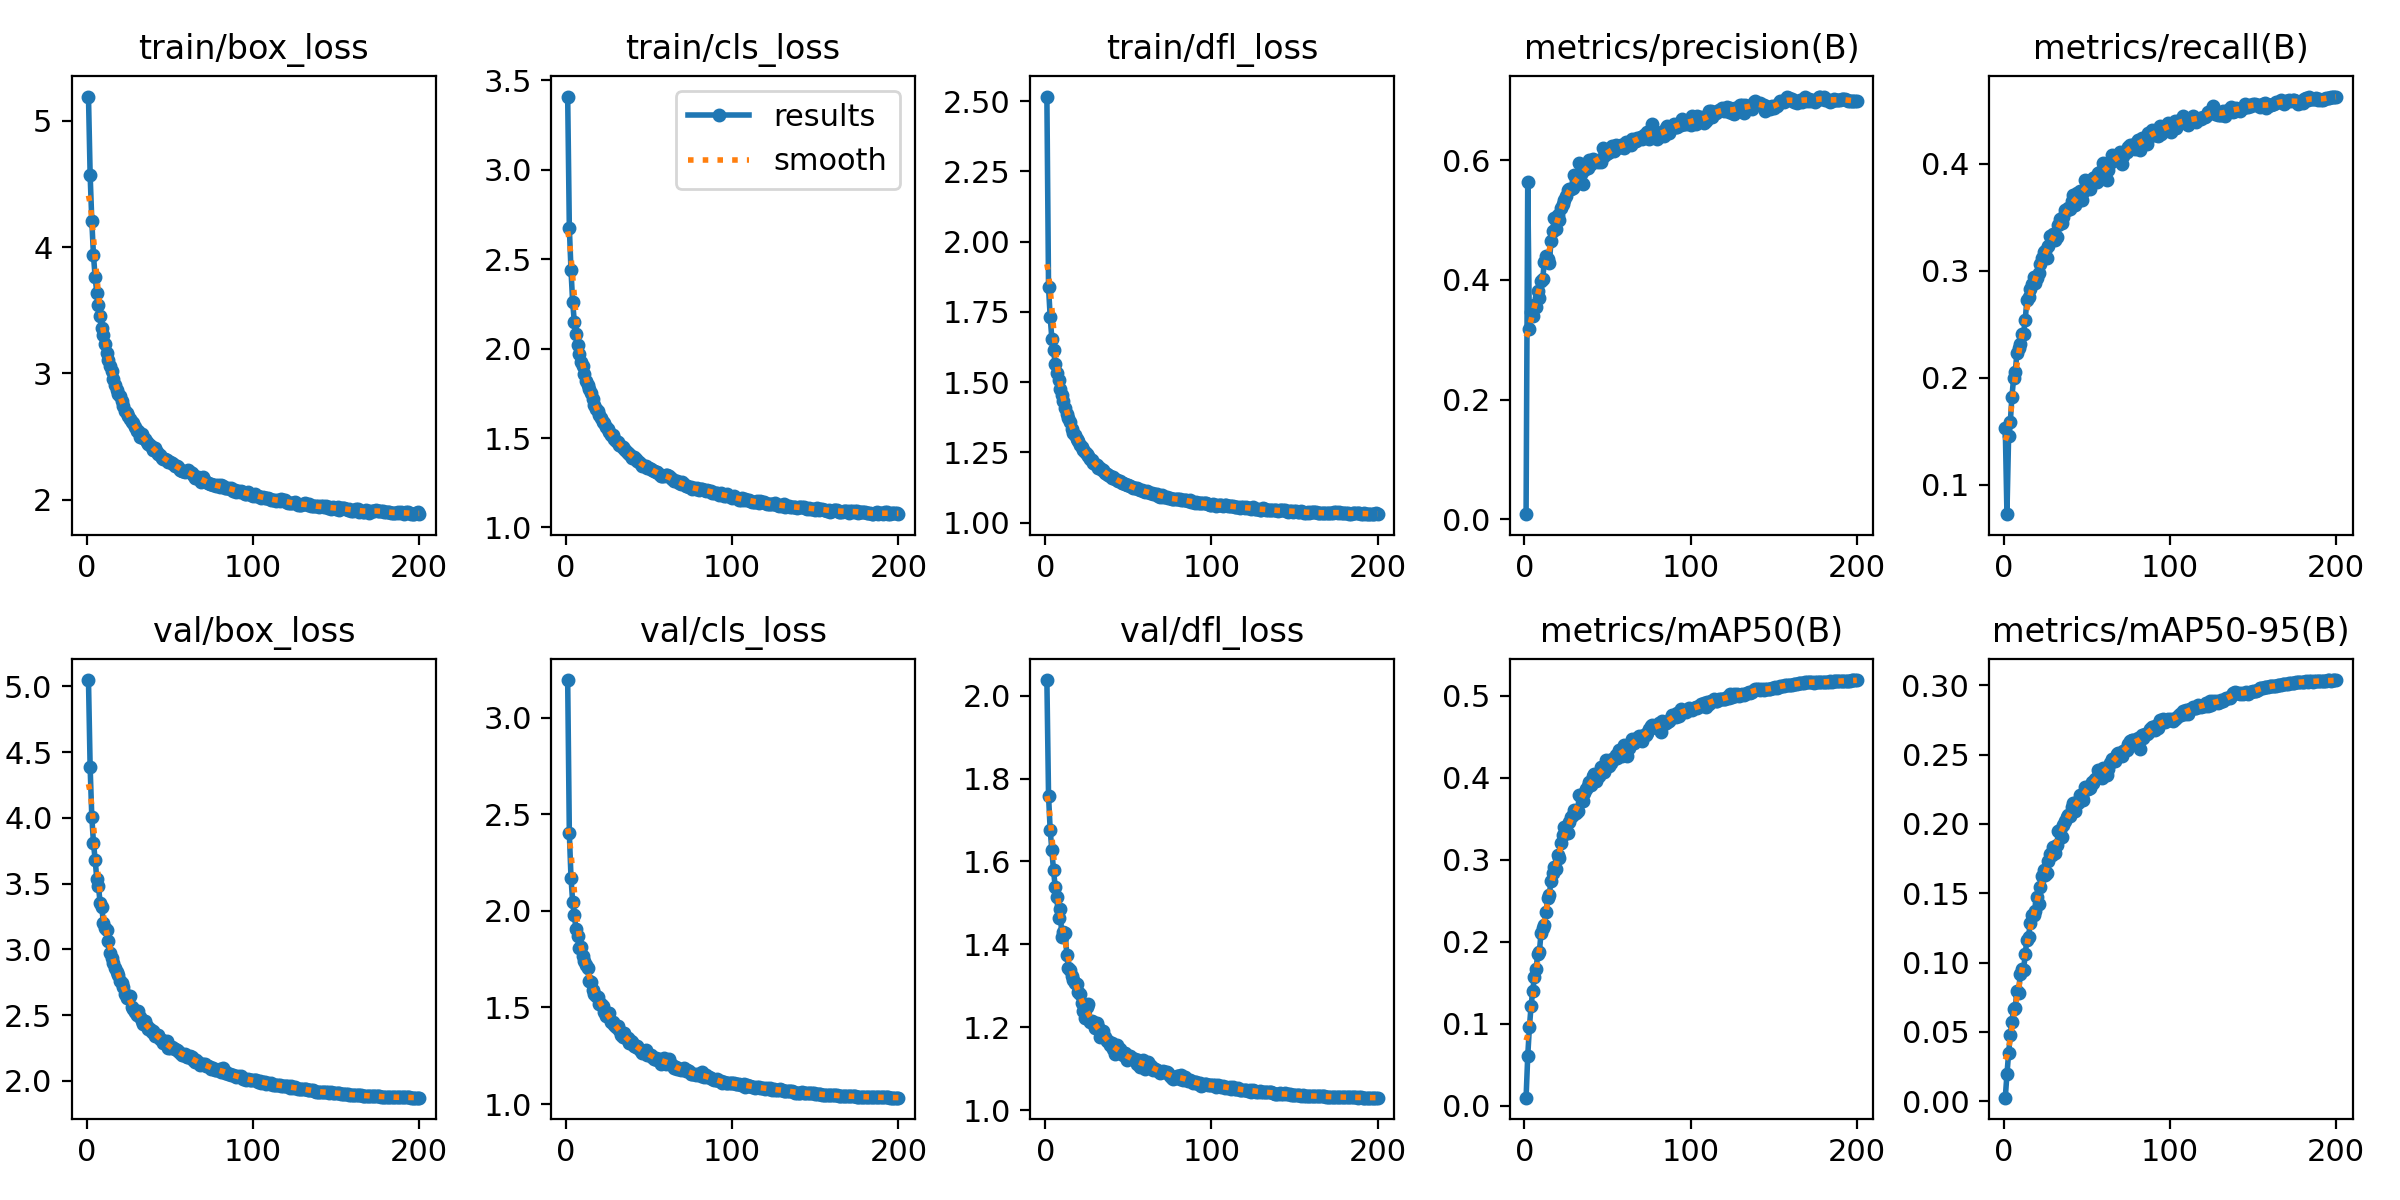 train/box_loss
5
4
3
2
0 100 200
train/cls_loss
3.5
3.0
2.5
2.0
1.5
1.0
0 100 200
results
smooth
train/dfl_loss
2.50
2.25
2.00
1.75
1.50
1.25
1.00
0 100 200
metrics/precision(B)
0.6
0.4
0.2
0.0
0 100 200
metrics/recall(B)
0.4
0.3
0.2
0.1
0 100 200
val/box_loss
5.0
4.5
4.0
3.5
3.0
2.5
2.0
0 100 200
val/cls_loss
3.0
2.5
2.0
1.5
1.0
0 100 200
val/dfl_loss
2.0
1.8
1.6
1.4
1.2
1.0
0 100 200
metrics/mAP50(B)
0.5
0.4
0.3
0.2
0.1
0.0
0 100 200
metrics/mAP50-95(B)
0.30
0.25
0.20
0.15
0.10
0.05
0.00
0 100 200